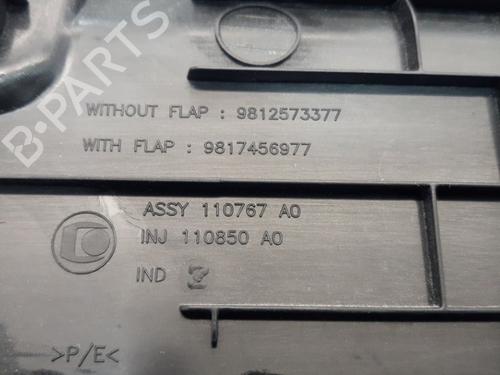 B-PARTS
WITHOUT FLAP : 9812573377
WITH FLAP : 9817456977
ASSY 110767 A0
INJ 110850 A0
IND
>P/E<